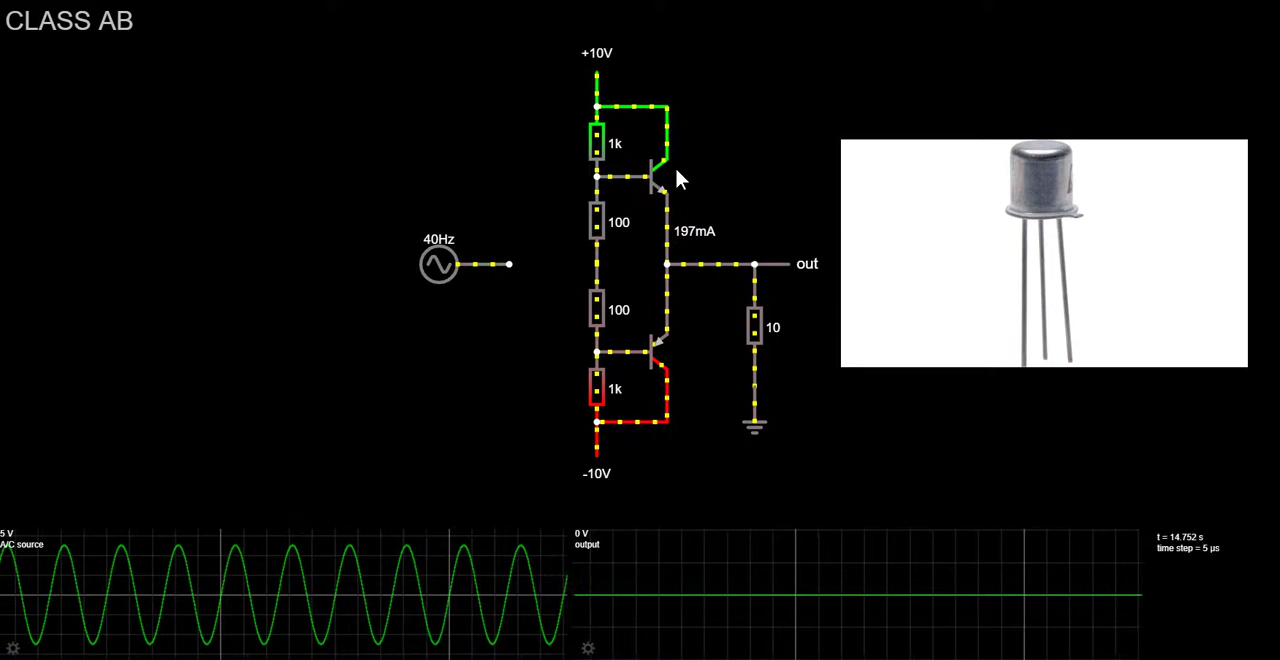 CLASS AB
+10V
1k
100
40Hz
197mA
out
100
10
1k
-10V
5 V
A/C source
0 V
output
t = 14.752 s
time step = 5 µs